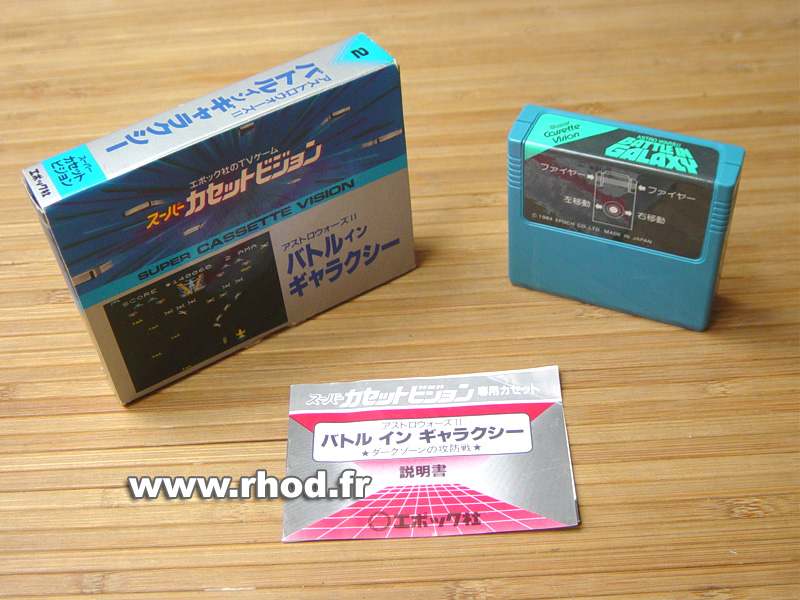 2
アストロウォーズII
バトルインギャラクシー
スーパー
カセット
ビジョン
エポック社
エポック社のTVゲーム
スーパーカセットビジョン
SUPER CASSETTE VISION
アストロウォーズII
バトルイン
ギャラクシー
SCORE
Cassette
Vision
ASTRO WARS II
BATTLE IN
GALAXY
ファイヤー
ファイヤー
左移動
右移動
© 1984 EPOCH CO.,LTD. MADE IN JAPAN
スーパーカセットビジョン専用カセット
アストロウォーズII
バトル イン ギャラクシー
★ダークゾーンの攻防戦★
説明書
エポック社
www.rhod.fr